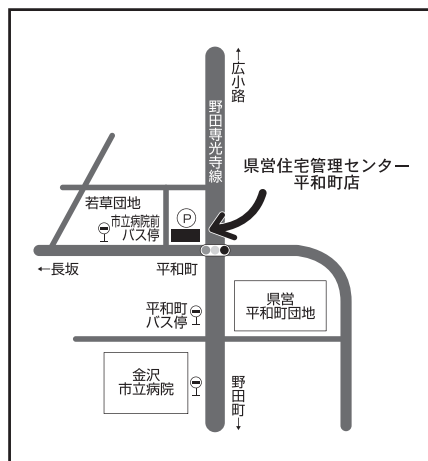 ↑広小路
野田専光寺線
県営住宅管理センター
平和町店
若草団地
P
市立病院前
バス停
←長坂
平和町
平和町
バス停
県営
平和町団地
金沢
市立病院
野田町→